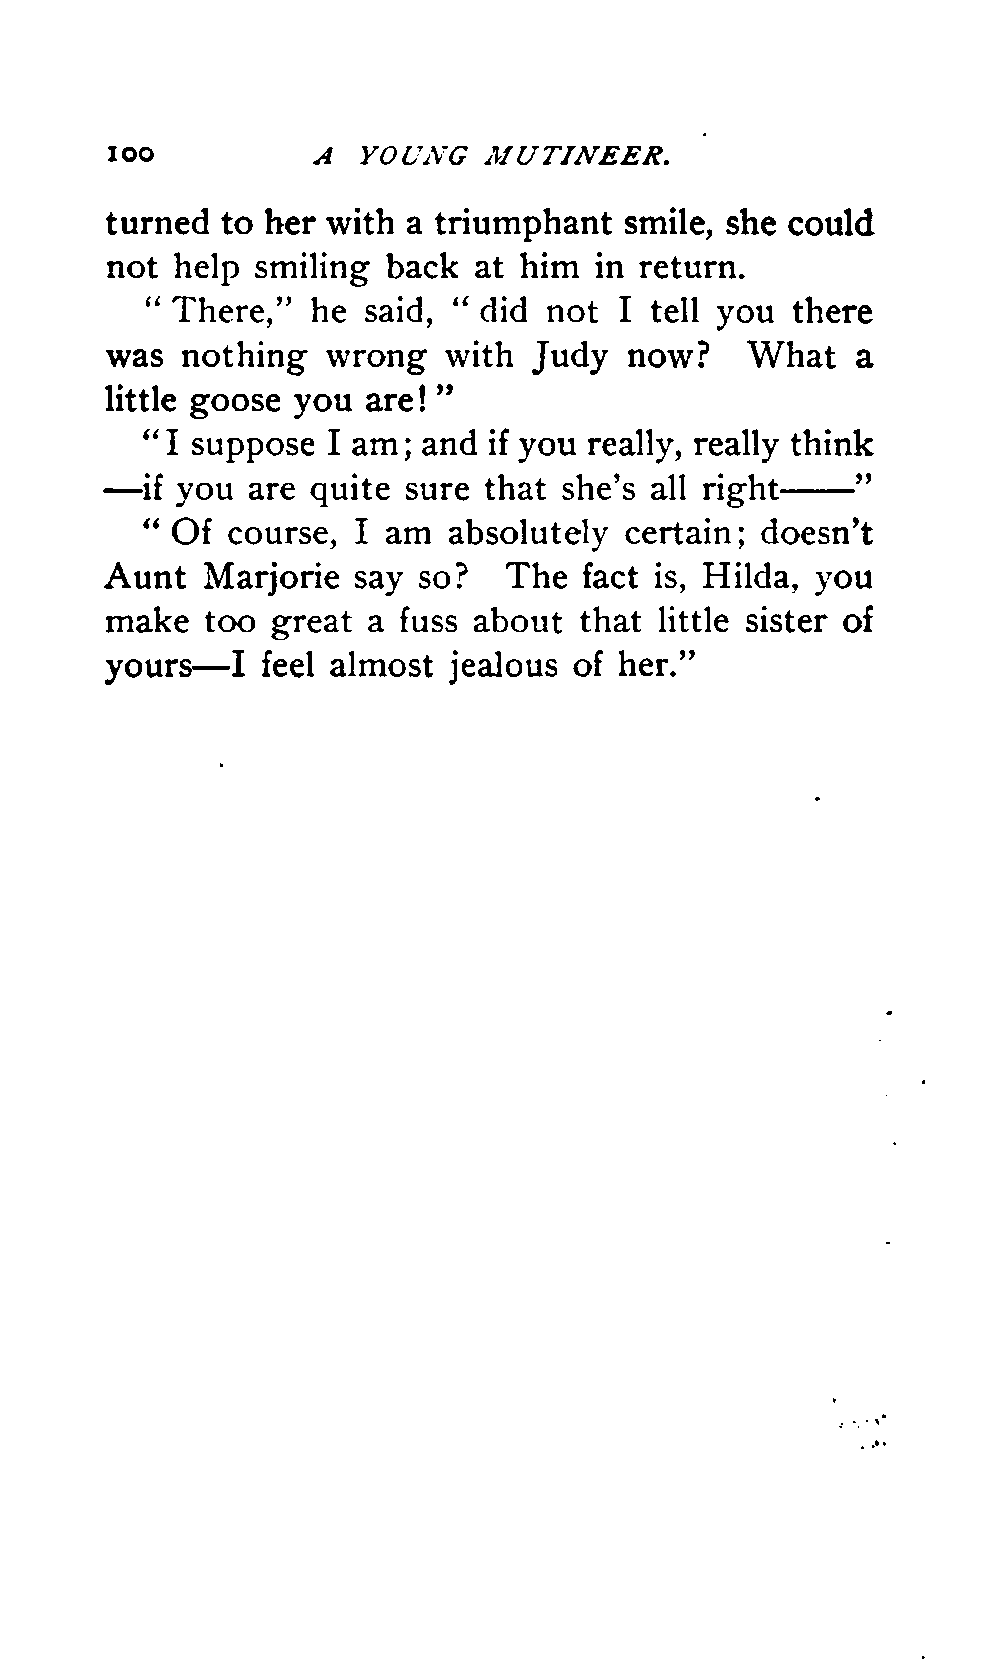 100 A YOUNG MUTINEER.
turned to her with a triumphant smile, she could
not help smiling back at him in return.
“ There,” he said, “ did not I tell you there
was nothing wrong with Judy now? What a
little goose you are! ”
“I suppose I am; and if you really, really think
—if you are quite sure that she’s all right——”
“ Of course, I am absolutely certain; doesn’t
Aunt Marjorie say so? The fact is, Hilda, you
make too great a fuss about that little sister of
yours—I feel almost jealous of her.”